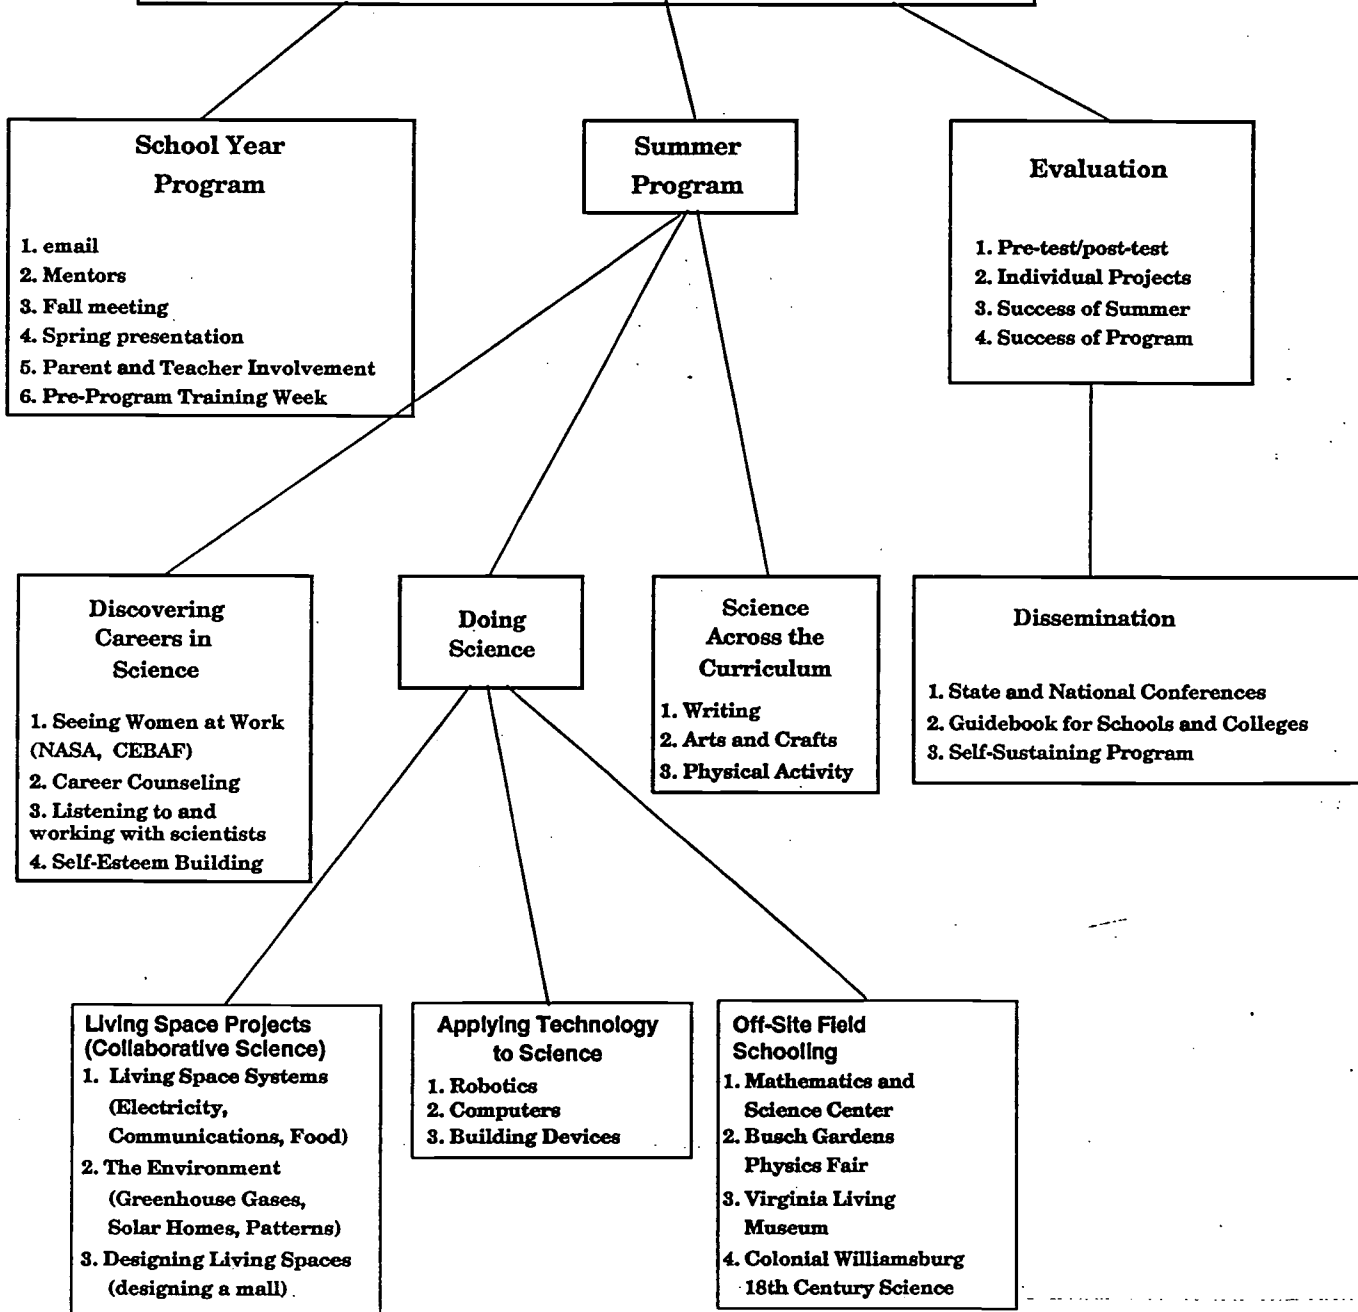 School Year
Program
1. email
2. Mentors
3. Fall meeting
4. Spring presentation
5. Parent and Teacher Involvement
6. Pre-Program Training Week
Summer
Program
Evaluation
1. Pre-test/post-test
2. Individual Projects
3. Success of Summer
4. Success of Program
Discovering
Careers in
Science
1. Seeing Women at Work
(NASA, CEBAF)
2. Career Counseling
3. Listening to and
working with scientists
4. Self-Esteem Building
Doing
Science
Science
Across the
Curriculum
1. Writing
2. Arts and Crafts
3. Physical Activity
Dissemination
1. State and National Conferences
2. Guidebook for Schools and Colleges
3. Self-Sustaining Program
Living Space Projects
(Collaborative Science)
1. Living Space Systems
(Electricity,
Communications, Food)
2. The Environment
(Greenhouse Gases,
Solar Homes, Patterns)
3. Designing Living Spaces
(designing a mall)
Applying Technology
to Science
1. Robotics
2. Computers
3. Building Devices
Off-Site Field
Schooling
1. Mathematics and
Science Center
2. Busch Gardens
Physics Fair
3. Virginia Living
Museum
4. Colonial Williamsburg
18th Century Science